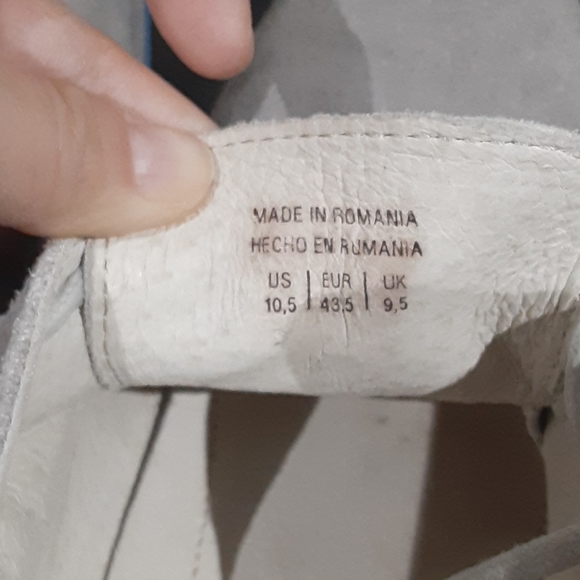 MADE IN ROMANIA
HECHO EN RUMANIA
US | EUR | UK
10,5 | 43,5 | 9,5